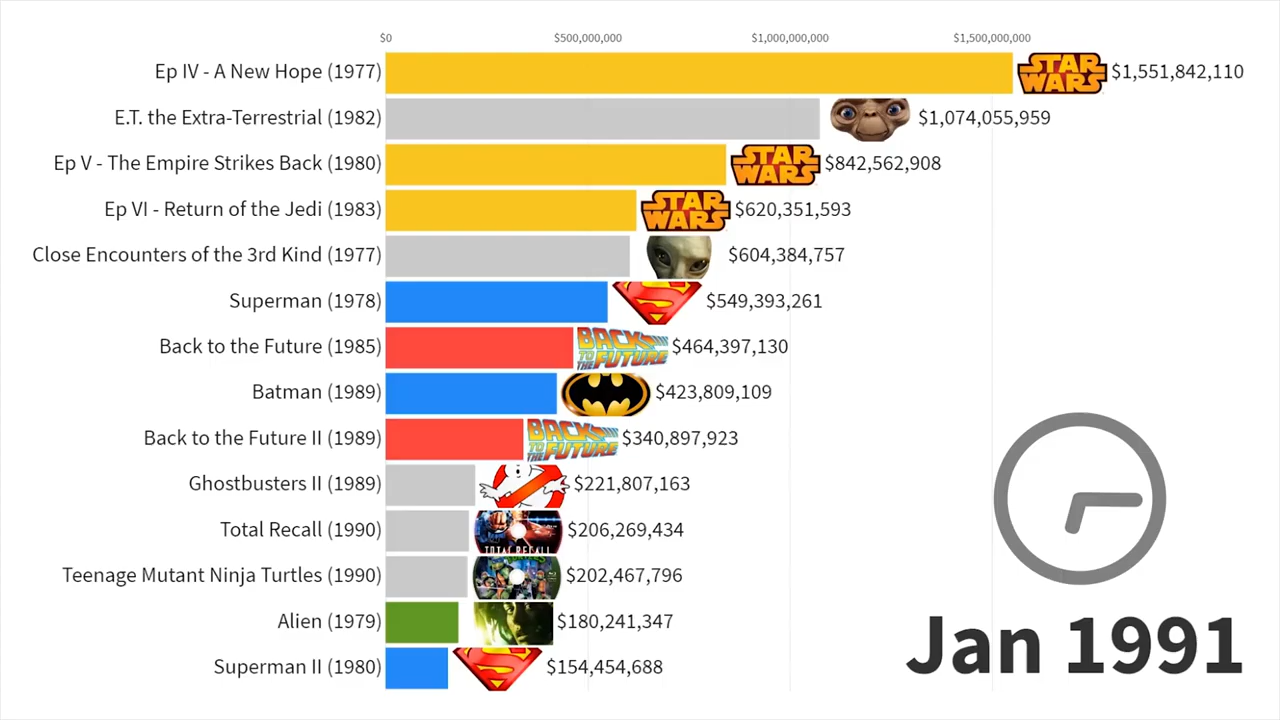 $0 $500,000,000 $1,000,000,000 $1,500,000,000
Ep IV - A New Hope (1977) STAR WARS $1,551,842,110
E.T. the Extra-Terrestrial (1982) $1,074,055,959
Ep V - The Empire Strikes Back (1980) STAR WARS $842,562,908
Ep VI - Return of the Jedi (1983) STAR WARS $620,351,593
Close Encounters of the 3rd Kind (1977) $604,384,757
Superman (1978) S $549,393,261
Back to the Future (1985) BACK TO THE FUTURE $464,397,130
Batman (1989) $423,809,109
Back to the Future II (1989) BACK TO THE FUTURE $340,897,923
Ghostbusters II (1989) $221,807,163
Total Recall (1990) TOTAL RECALL $206,269,434
Teenage Mutant Ninja Turtles (1990) TURTLES $202,467,796
Alien (1979) $180,241,347
Superman II (1980) S $154,454,688
Jan 1991